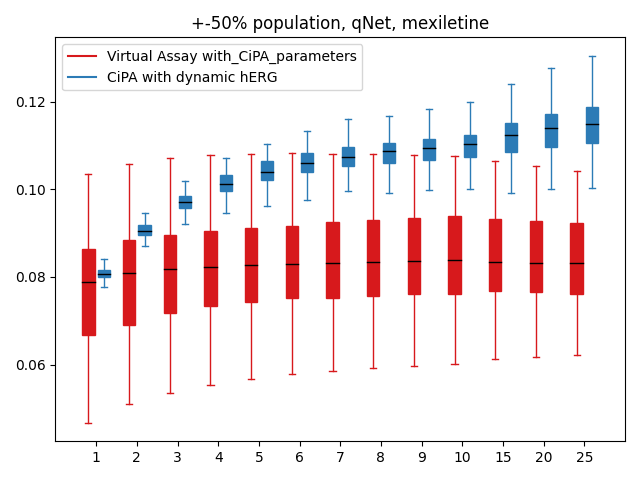 +-50% population, qNet, mexiletine
Virtual Assay with_CiPA_parameters
CiPA with dynamic hERG
0.12
0.10
0.08
0.06
1 2 3 4 5 6 7 8 9 10 15 20 25